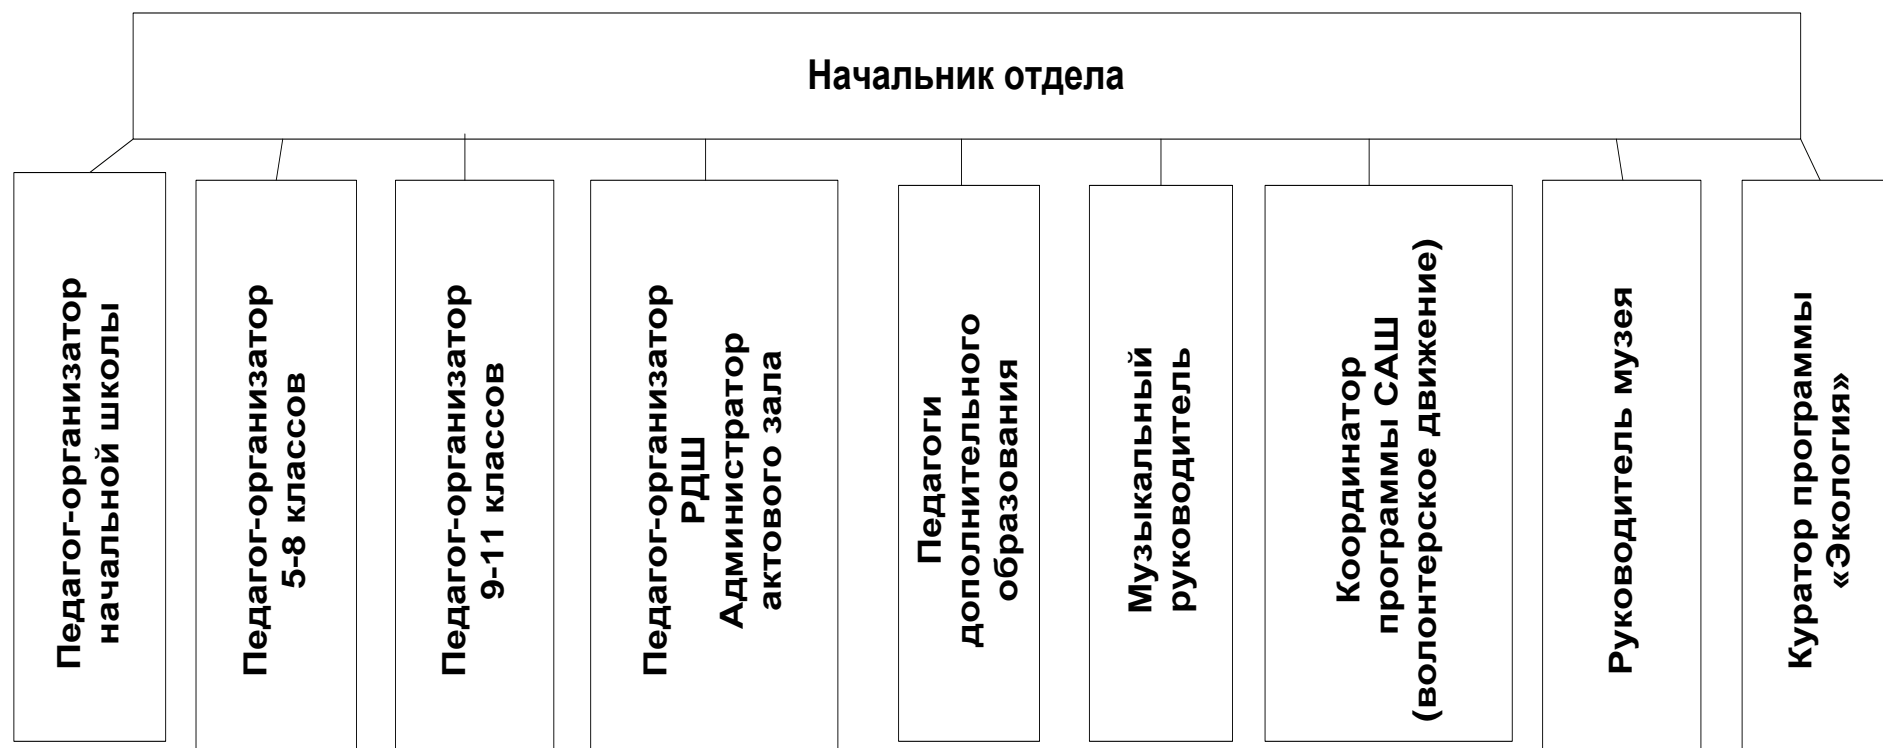 Начальник отдела
Педагог-организатор
начальной школы
Педагог-организатор
5-8 классов
Педагог-организатор
9-11 классов
Педагог-организатор
РДШ
Администратор
актового зала
Педагоги
дополнительного
образования
Музыкальный
руководитель
Координатор
программы САШ
(волонтерское движение)
Руководитель музея
Куратор программы
«Экология»